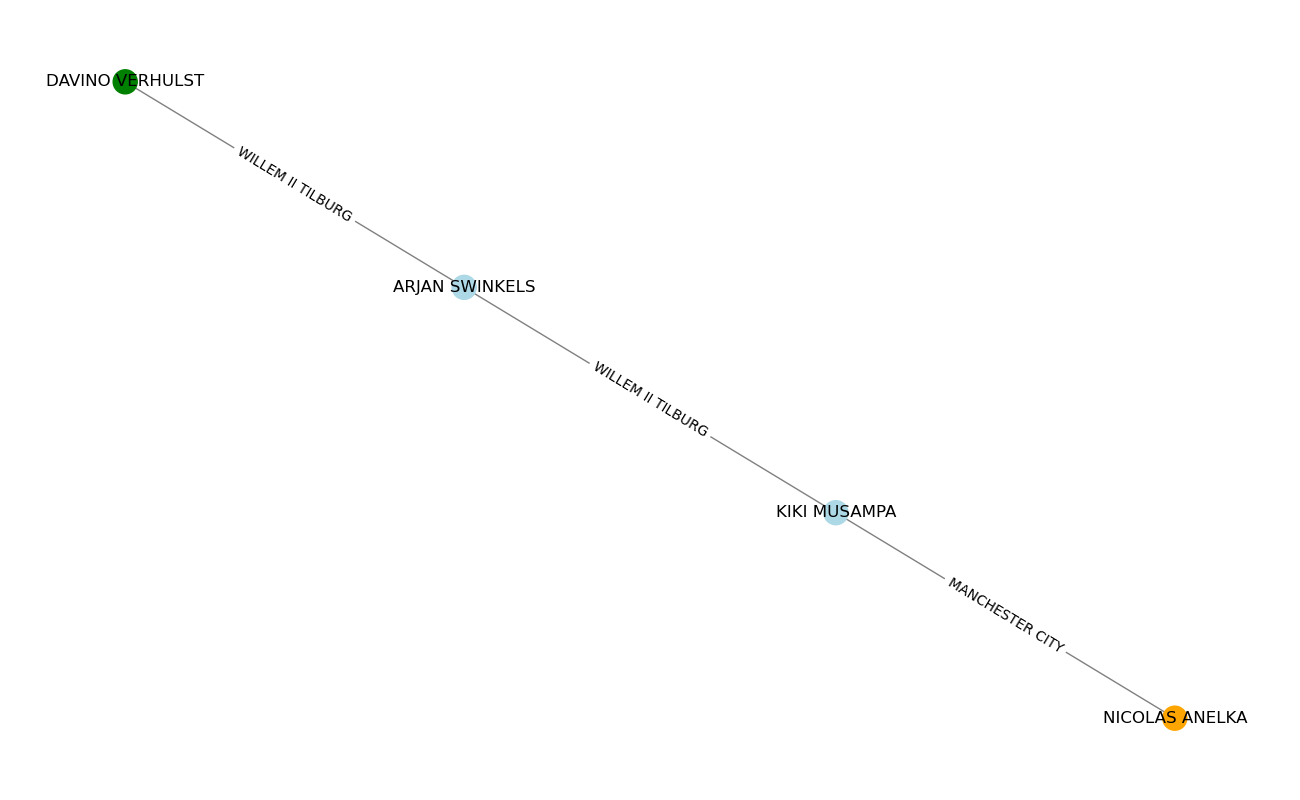 DAVINO VERHULST
WILLEM II TILBURG
ARJAN SWINKELS
WILLEM II TILBURG
KIKI MUSAMPA
MANCHESTER CITY
NICOLAS ANELKA